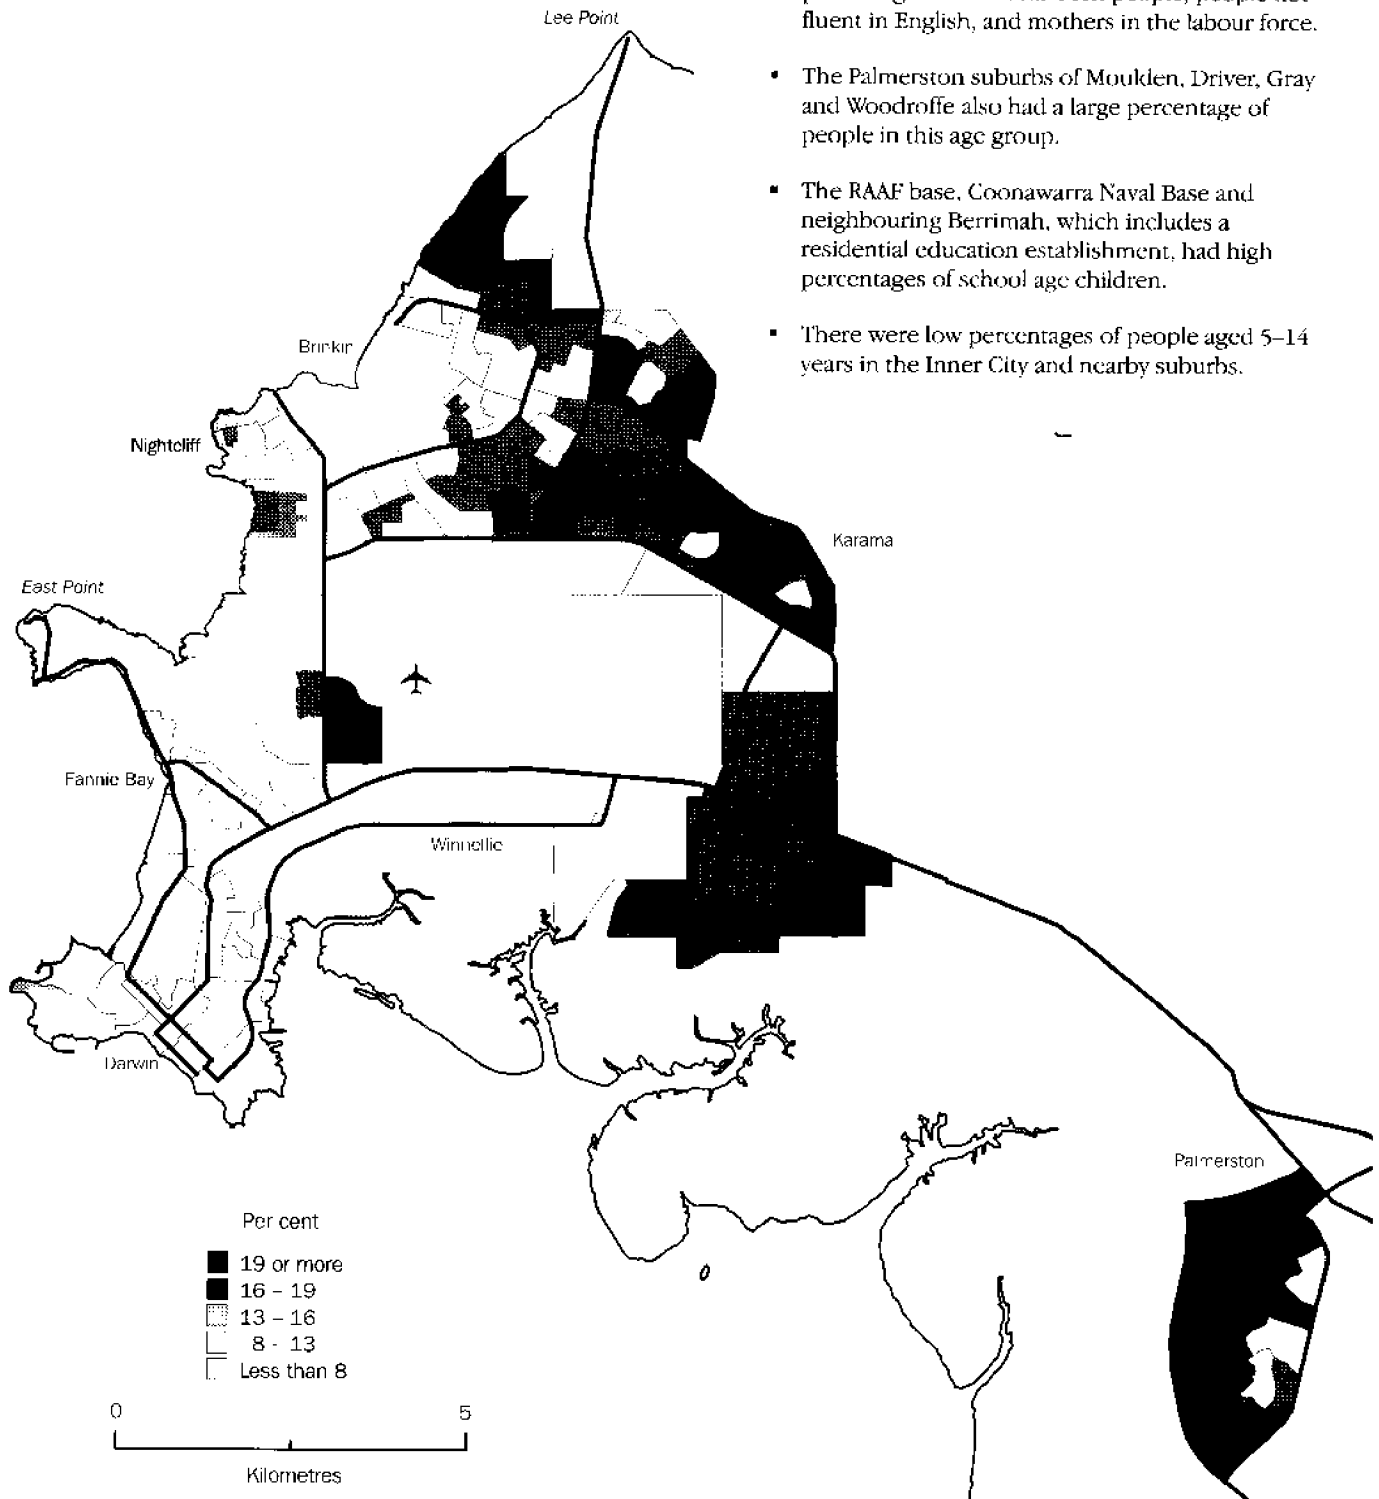 Lee Point
fluent in English, and mothers in the labour force.
▪ The Palmerston suburbs of Moulden, Driver, Gray
and Woodroffe also had a large percentage of
people in this age group.
▪ The RAAF base, Coonawarra Naval Base and
neighbouring Berrimah, which includes a
residential education establishment, had high
percentages of school age children.
▪ There were low percentages of people aged 5–14
years in the Inner City and nearby suburbs.
Brinkin
Nightcliff
Karama
East Point
Fannie Bay
Winnellie
Darwin
Palmerston
Per cent
19 or more
16 – 19
13 – 16
8 - 13
Less than 8
0 5
Kilometres